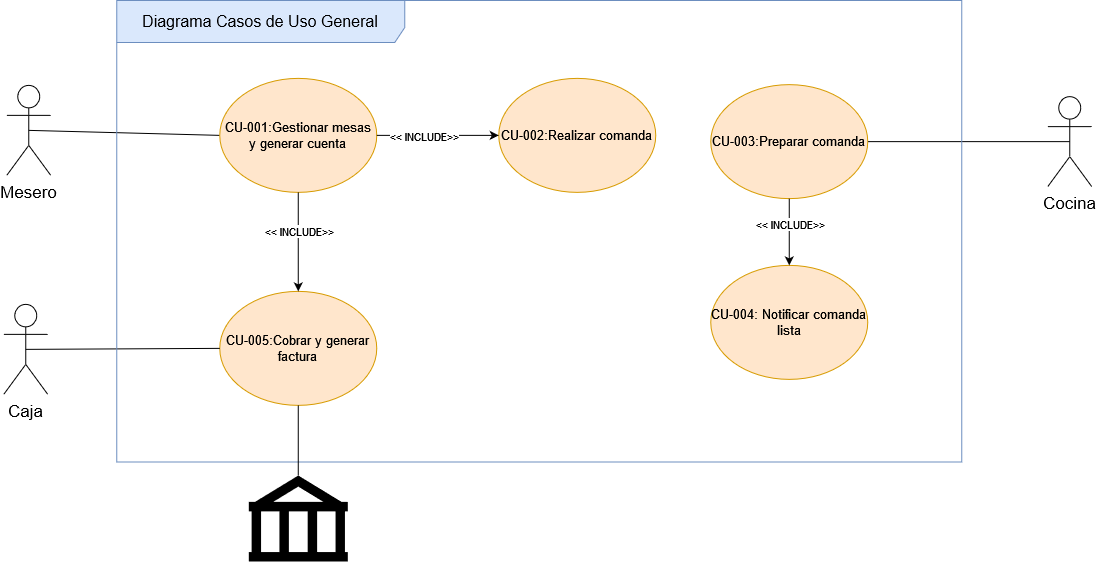 Diagrama Casos de Uso General
Mesero
CU-001:Gestionar mesas
y generar cuenta
<< INCLUDE>>
CU-002:Realizar comanda
CU-003:Preparar comanda
Cocina
<< INCLUDE>>
<< INCLUDE>>
Caja
CU-005:Cobrar y generar
factura
CU-004: Notificar comanda
lista